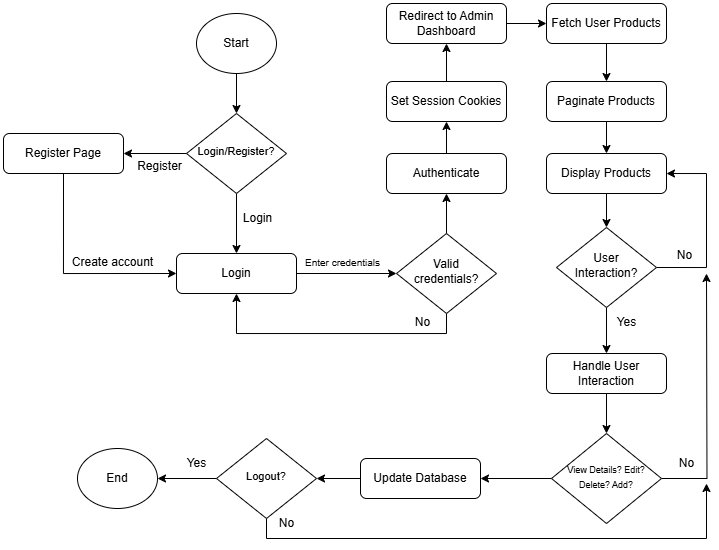 Start
Login/Register?
Register
Register Page
Login
Create account
Login
Enter credentials
Valid
credentials?
No
Authenticate
Set Session Cookies
Redirect to Admin
Dashboard
Fetch User Products
Paginate Products
Display Products
User
Interaction?
No
Yes
Handle User
Interaction
View Details? Edit?
Delete? Add?
No
Update Database
Logout?
Yes
No
End